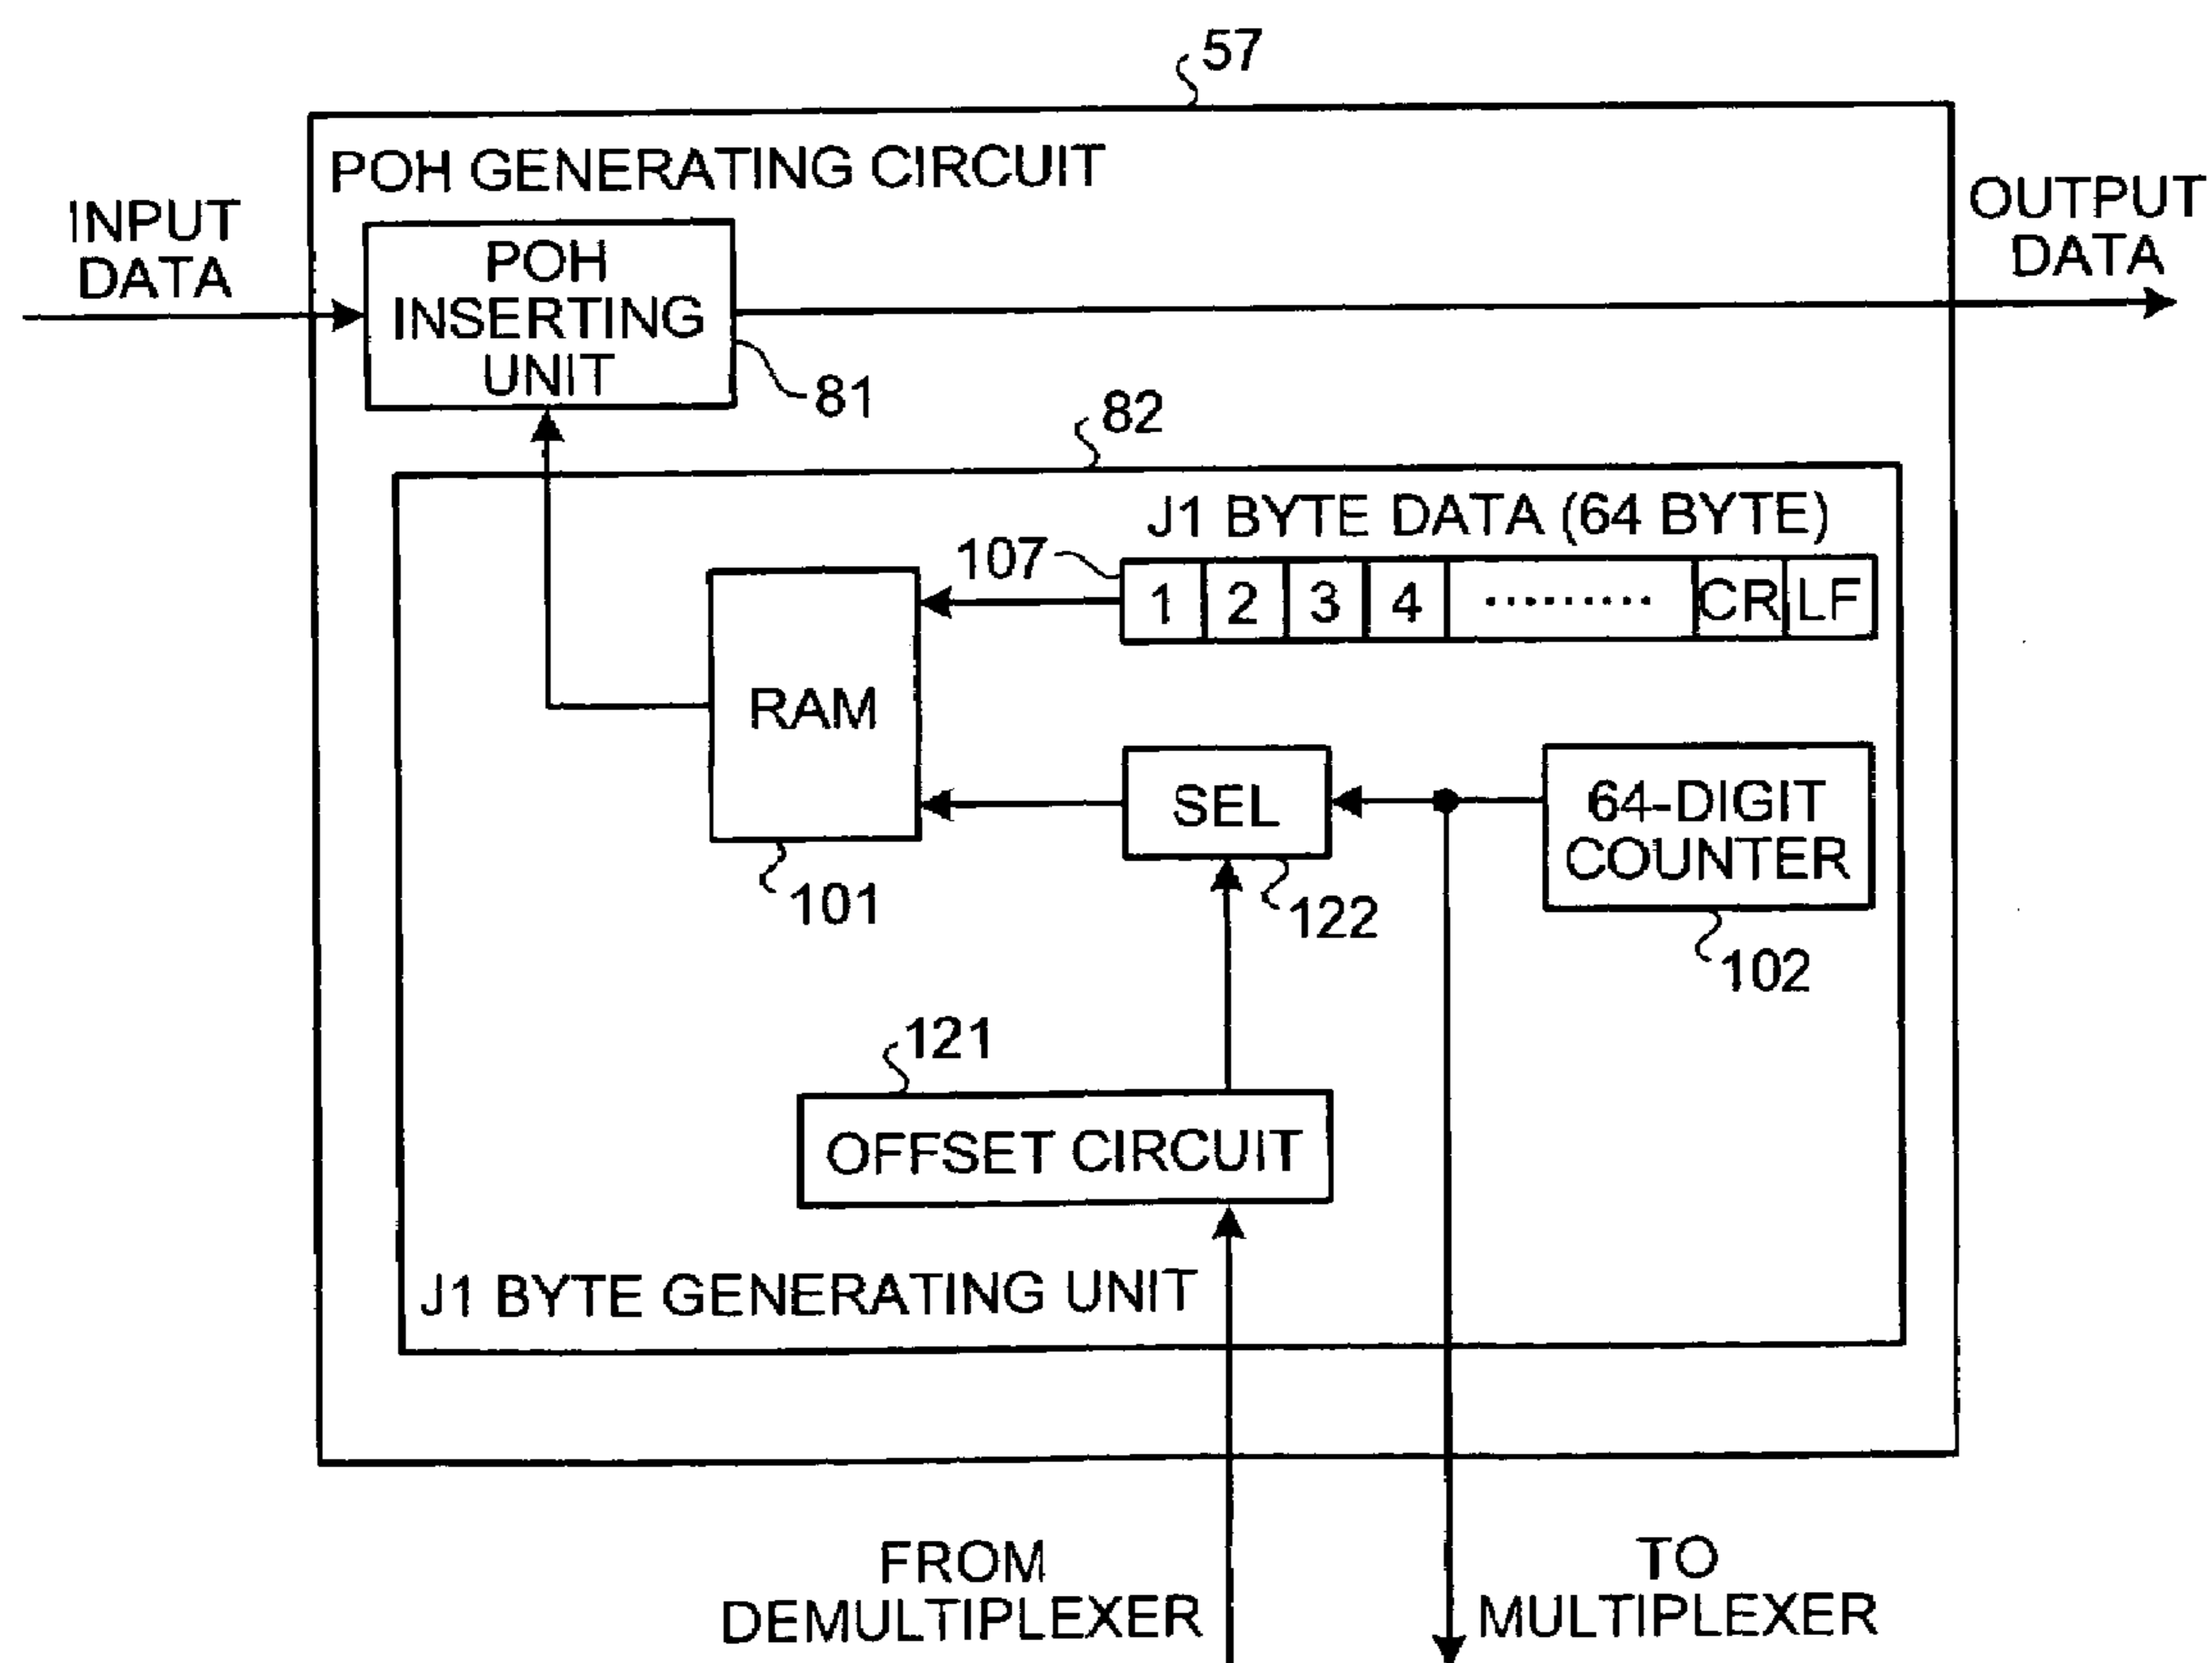 57
POH GENERATING CIRCUIT
INPUT
DATA
OUTPUT
DATA
POH
INSERTING
UNIT
81
82
J1 BYTE DATA (64 BYTE)
107
1 2 3 4 ········· CR LF
RAM
SEL
64-DIGIT
COUNTER
101
122
102
121
OFFSET CIRCUIT
J1 BYTE GENERATING UNIT
FROM
DEMULTIPLEXER
TO
MULTIPLEXER